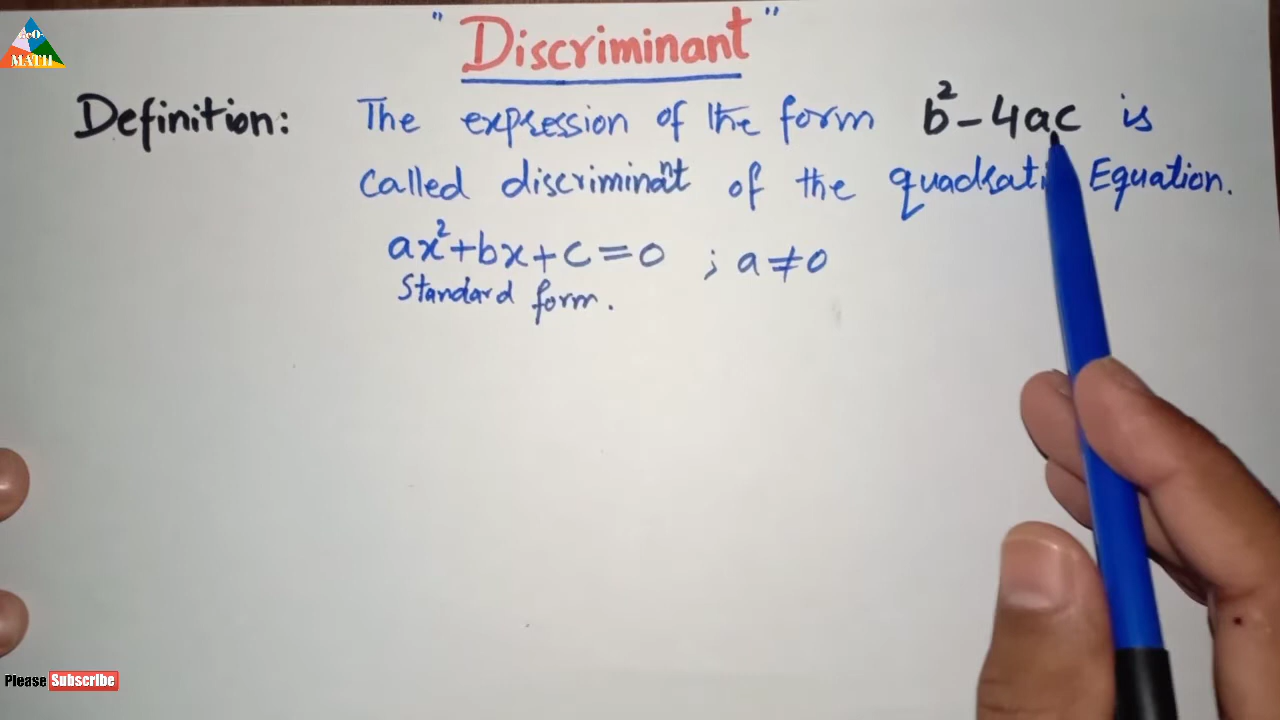 "Discriminant"
Definition: The expression of the form b² - 4ac is
called discriminant of the quadrati Equation.
ax² + bx + c = 0 ; a ≠ 0
Standard form.
MATH
Please Subscribe